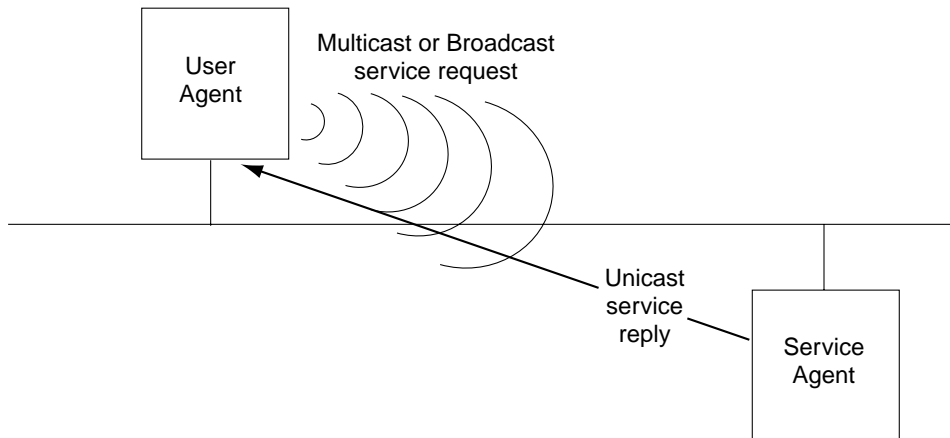 User
Agent
Multicast or Broadcast
service request
Unicast
service
reply
Service
Agent